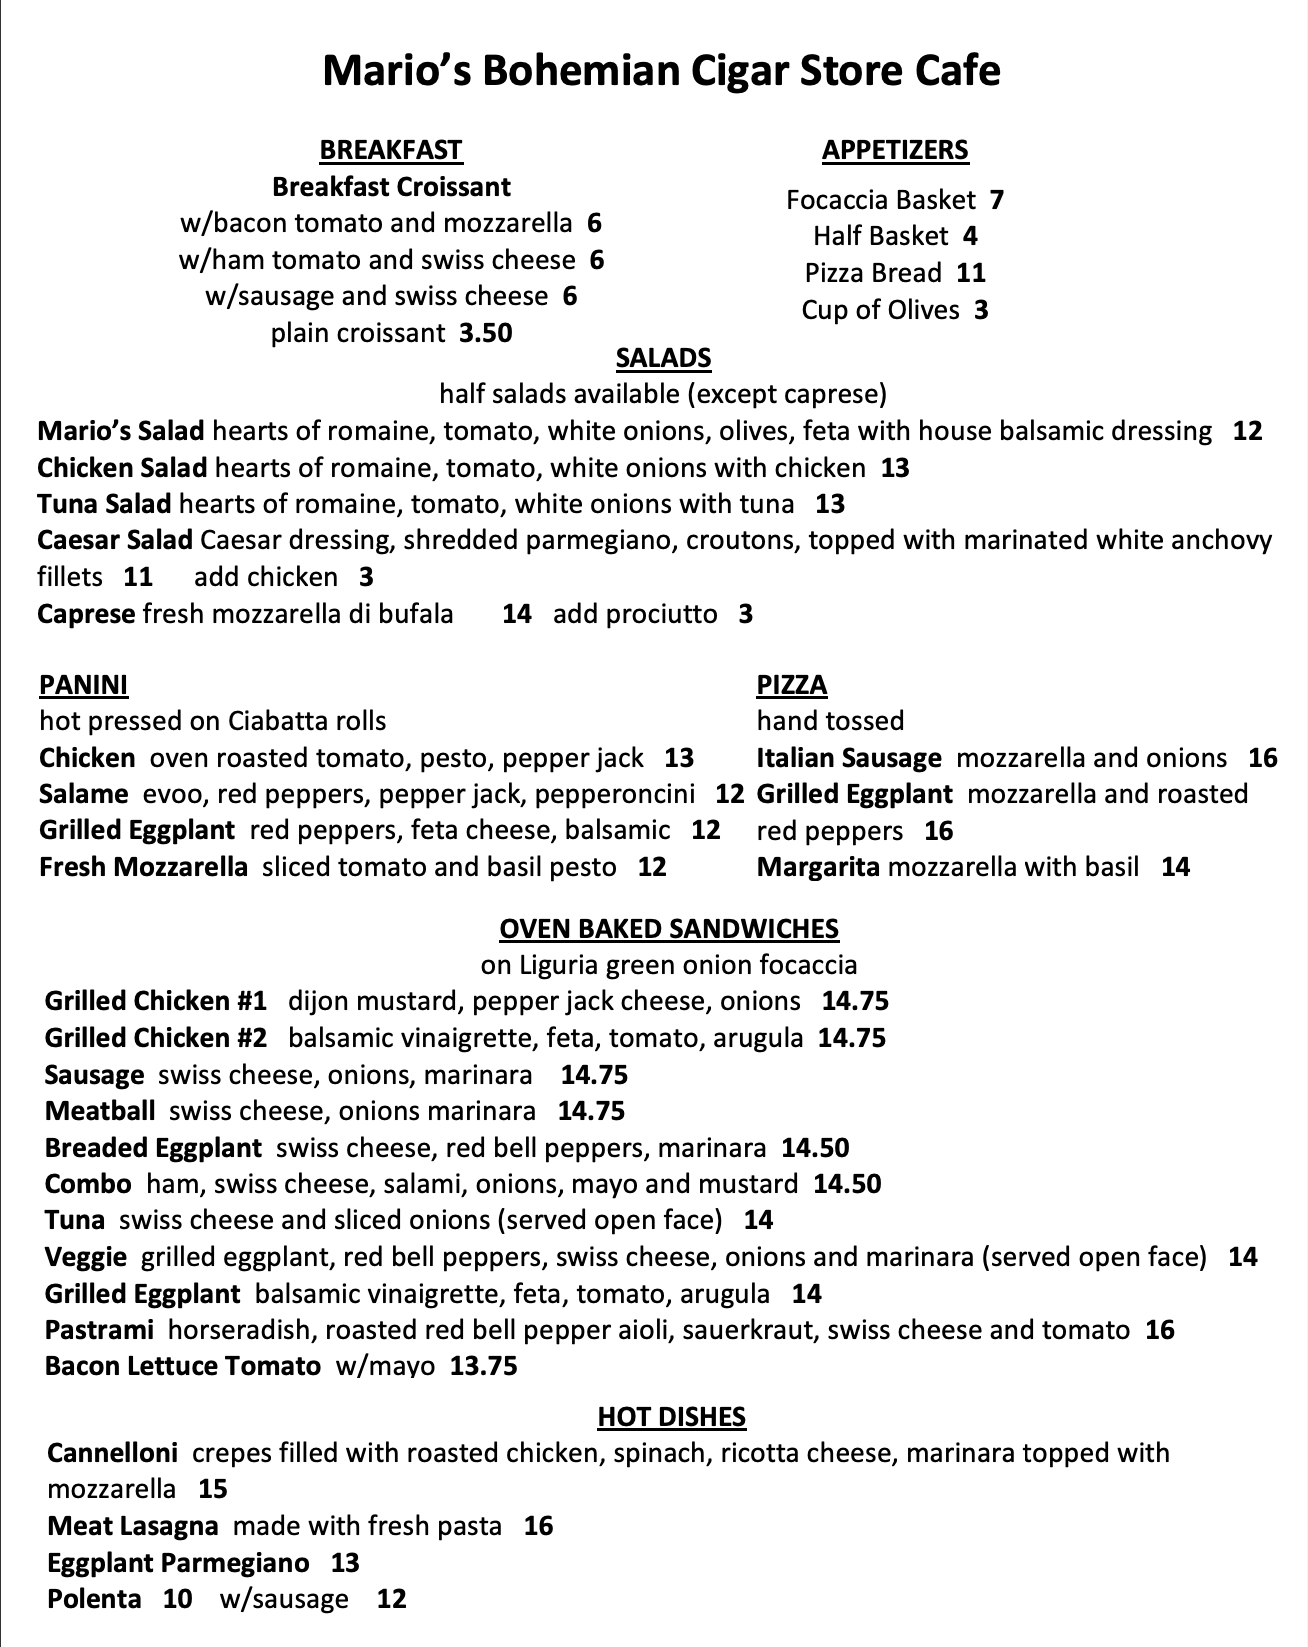 Mario’s Bohemian Cigar Store Cafe
BREAKFAST
Breakfast Croissant
w/bacon tomato and mozzarella 6
w/ham tomato and swiss cheese 6
w/sausage and swiss cheese 6
plain croissant 3.50
APPETIZERS
Focaccia Basket 7
Half Basket 4
Pizza Bread 11
Cup of Olives 3
SALADS
half salads available (except caprese)
Mario’s Salad hearts of romaine, tomato, white onions, olives, feta with house balsamic dressing 12
Chicken Salad hearts of romaine, tomato, white onions with chicken 13
Tuna Salad hearts of romaine, tomato, white onions with tuna 13
Caesar Salad Caesar dressing, shredded parmegiano, croutons, topped with marinated white anchovy
fillets 11 add chicken 3
Caprese fresh mozzarella di bufala 14 add prociutto 3
PANINI
hot pressed on Ciabatta rolls
Chicken oven roasted tomato, pesto, pepper jack 13
Salame evoo, red peppers, pepper jack, pepperoncini 12
Grilled Eggplant red peppers, feta cheese, balsamic 12
Fresh Mozzarella sliced tomato and basil pesto 12
PIZZA
hand tossed
Italian Sausage mozzarella and onions 16
Grilled Eggplant mozzarella and roasted
red peppers 16
Margarita mozzarella with basil 14
OVEN BAKED SANDWICHES
on Liguria green onion focaccia
Grilled Chicken #1 dijon mustard, pepper jack cheese, onions 14.75
Grilled Chicken #2 balsamic vinaigrette, feta, tomato, arugula 14.75
Sausage swiss cheese, onions, marinara 14.75
Meatball swiss cheese, onions marinara 14.75
Breaded Eggplant swiss cheese, red bell peppers, marinara 14.50
Combo ham, swiss cheese, salami, onions, mayo and mustard 14.50
Tuna swiss cheese and sliced onions (served open face) 14
Veggie grilled eggplant, red bell peppers, swiss cheese, onions and marinara (served open face) 14
Grilled Eggplant balsamic vinaigrette, feta, tomato, arugula 14
Pastrami horseradish, roasted red bell pepper aioli, sauerkraut, swiss cheese and tomato 16
Bacon Lettuce Tomato w/mayo 13.75
HOT DISHES
Cannelloni crepes filled with roasted chicken, spinach, ricotta cheese, marinara topped with
mozzarella 15
Meat Lasagna made with fresh pasta 16
Eggplant Parmegiano 13
Polenta 10 w/sausage 12